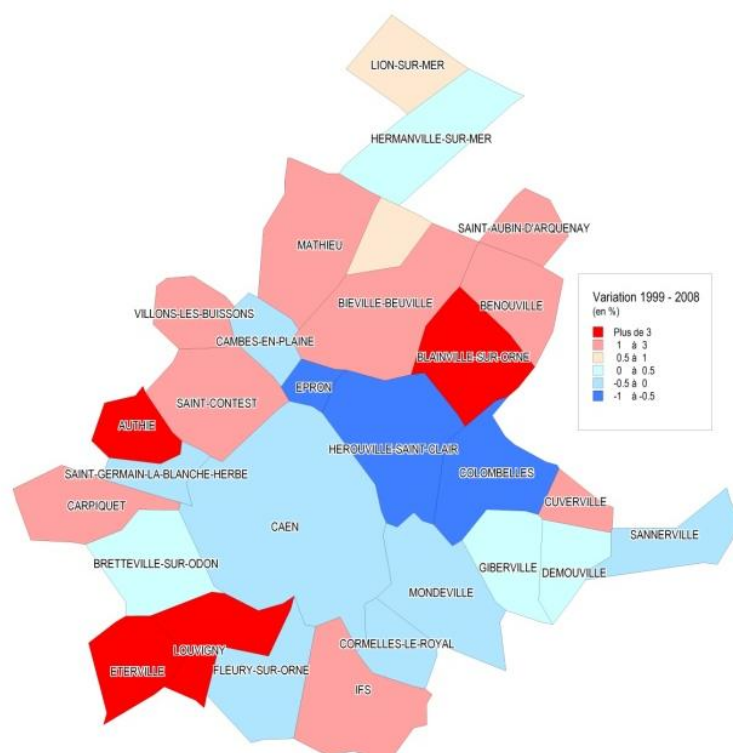 LION-SUR-MER
HERMANVILLE-SUR-MER
SAINT-AUBIN-D'ARQUENAY
MATHIEU
BIEVILLE-BEUVILLE
BENOUVILLE
VILLONS-LES-BUISSONS
CAMBES-EN-PLAINE
BLAINVILLE-SUR-ORNE
EPRON
SAINT-CONTEST
AUTHIE
HEROUVILLE-SAINT-CLAIR
COLOMBELLES
SAINT-GERMAIN-LA-BLANCHE-HERBE
CARPIQUET
CUVERVILLE
CAEN
SANNERVILLE
BRETTEVILLE-SUR-ODON
GIBERVILLE
DEMOUVILLE
MONDEVILLE
CORMELLES-LE-ROYAL
LOUVIGNY
ETERVILLE
FLEURY-SUR-ORNE
IFS
Variation 1999 - 2008
(en %)
Plus de 3
1 à 3
0.5 à 1
0 à 0.5
-0.5 à 0
-1 à -0.5